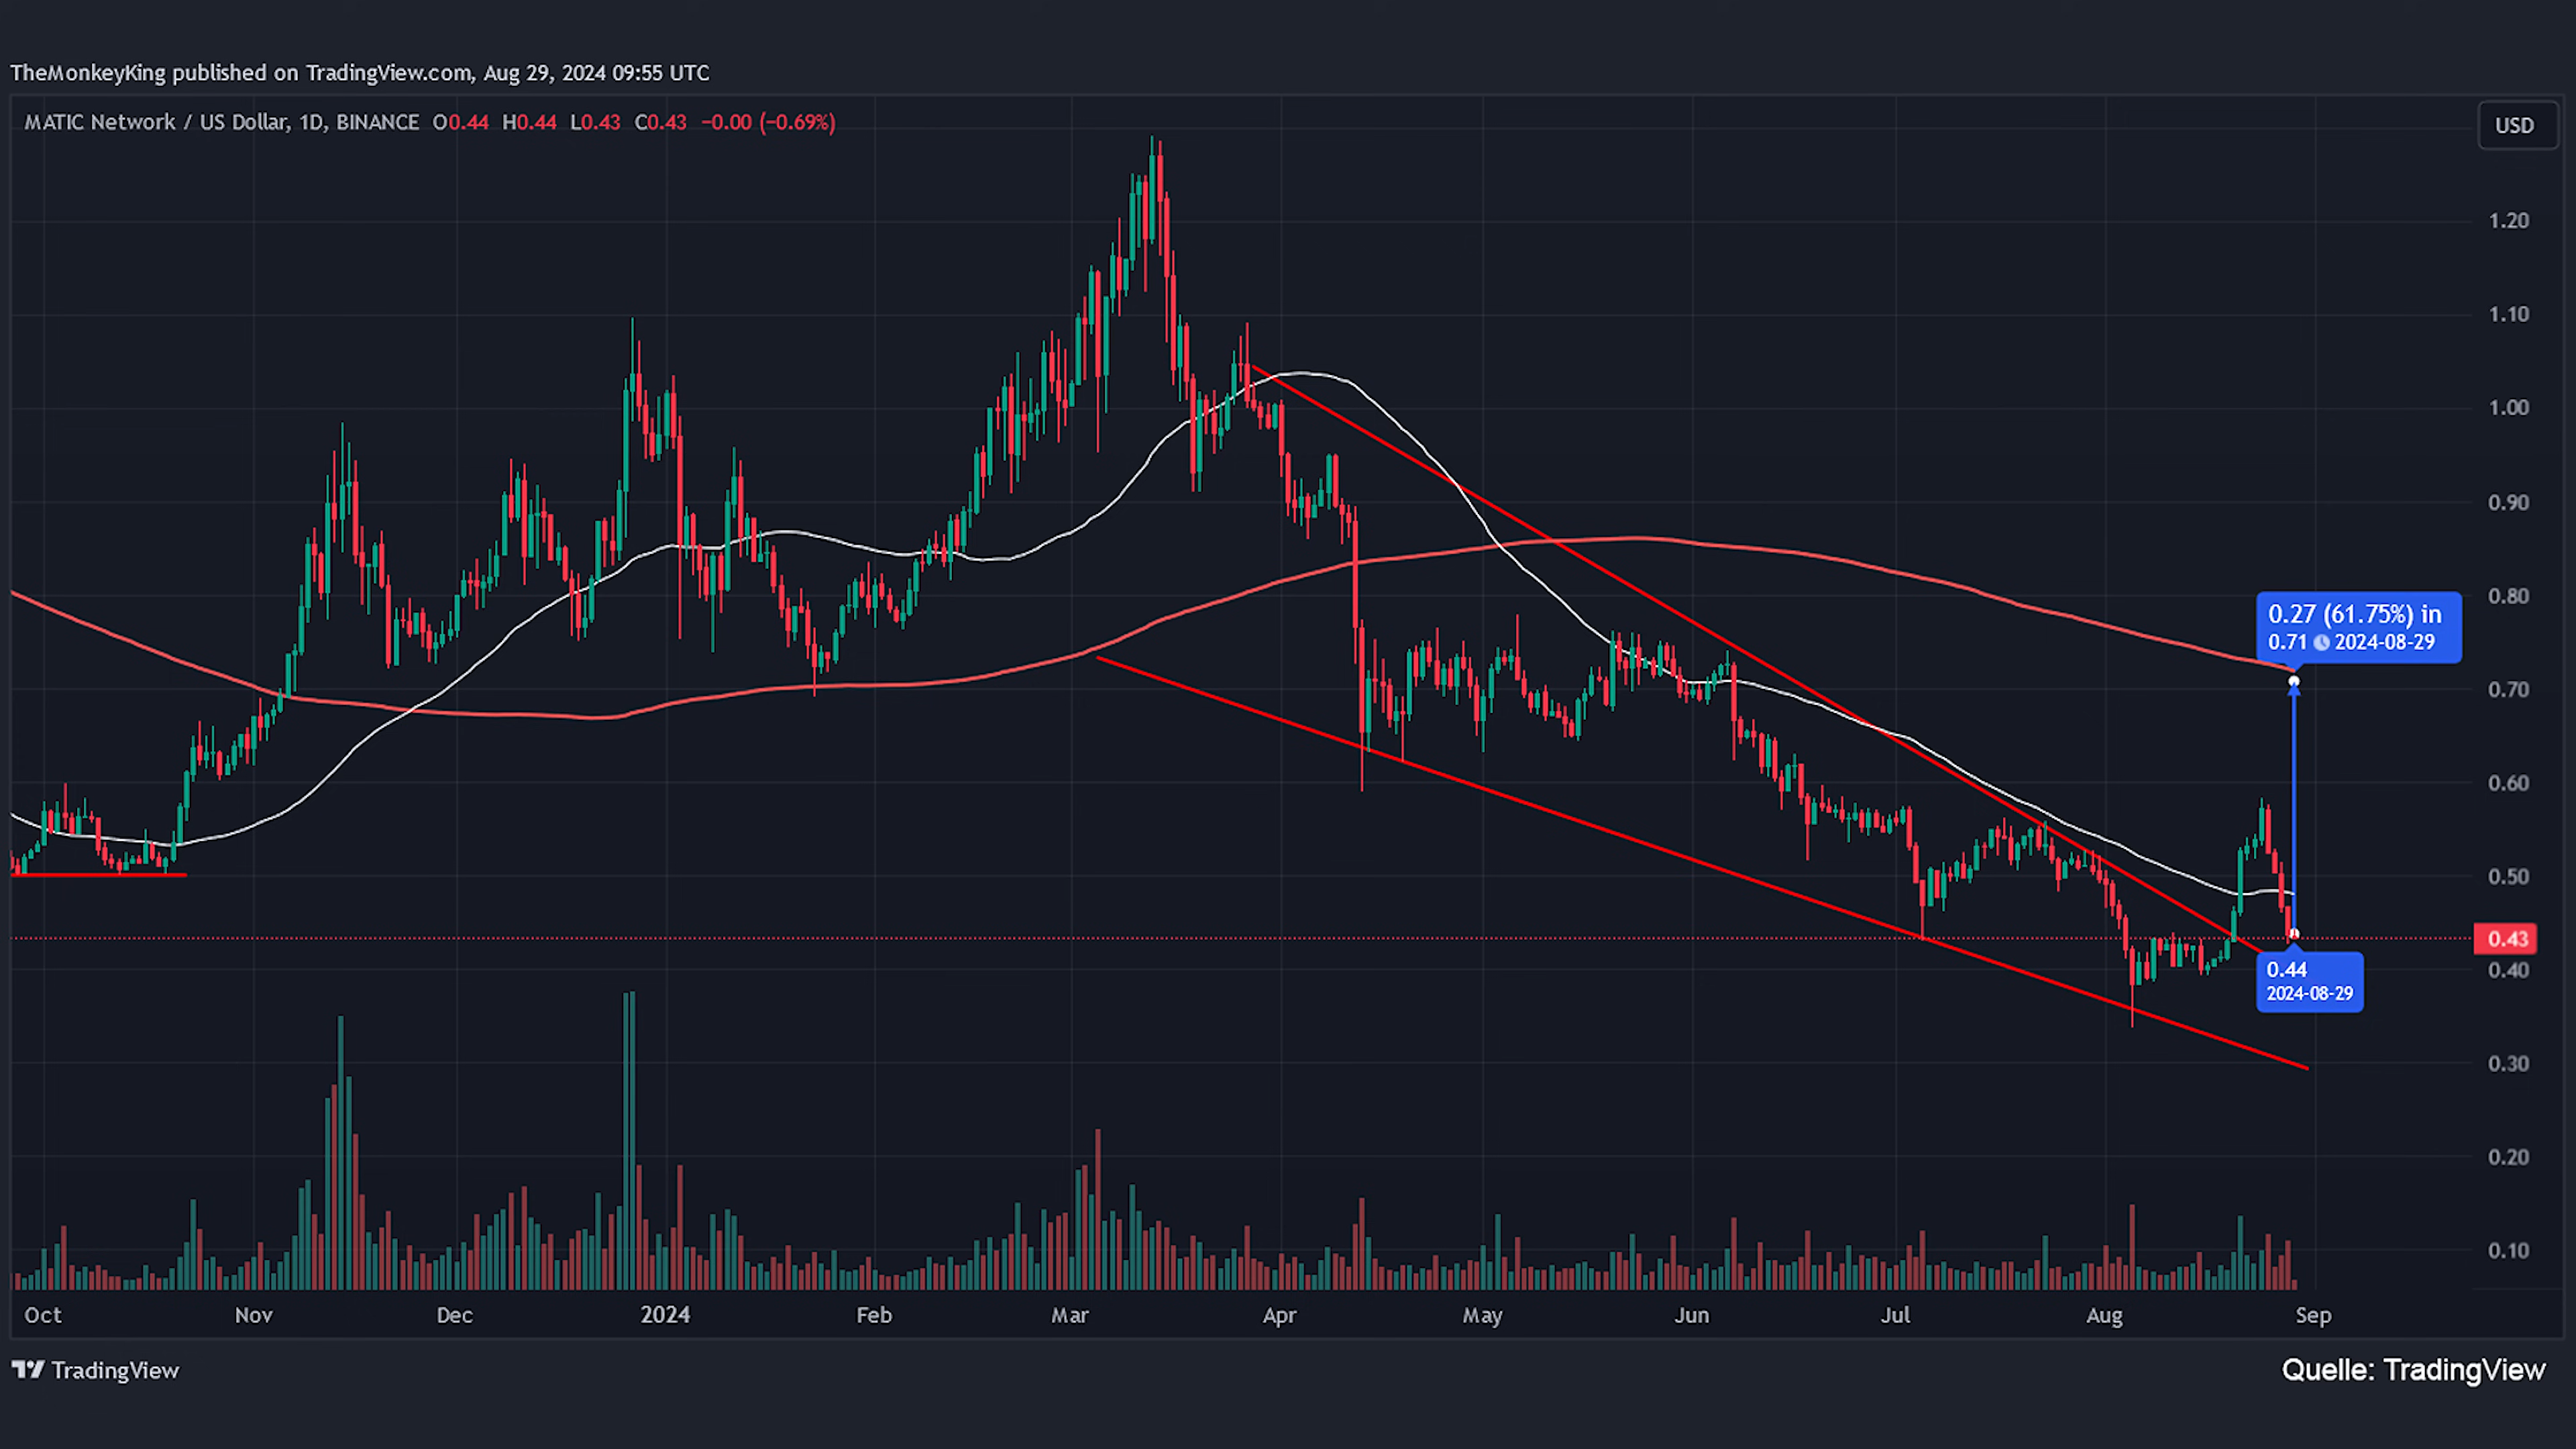 TheMonkeyKing published on TradingView.com, Aug 29, 2024 09:55 UTC
MATIC Network / US Dollar, 1D, BINANCE O0.44 H0.44 L0.43 C0.43 −0.00 (−0.69%)
USD
1.20
1.10
1.00
0.90
0.80
0.27 (61.75%) in
0.71 2024-08-29
0.70
0.60
0.50
0.43
0.44
2024-08-29
0.40
0.30
0.20
0.10
Oct Nov Dec 2024 Feb Mar Apr May Jun Jul Aug Sep
TradingView
Quelle: TradingView